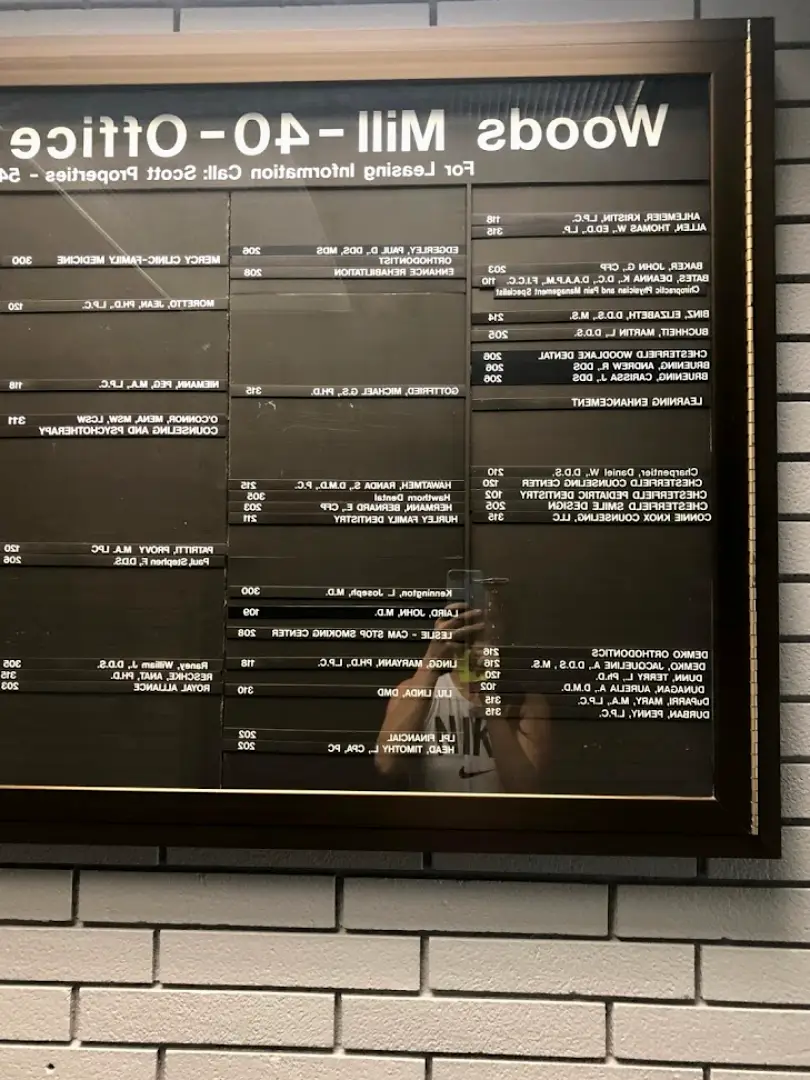 Woods Mill-40-Office
For Leasing Information Call: Scott Properties - 54
AHLEMEIER, KRISTIN, L.P.C. 118
ALLEN, THOMAS W., ED.D., L.P. 315
BAKER, JOHN G., CFP 203
BATES, DEANNA K., D.C., D.A.A.P.M., F.I.C.C. 110
Chiropractic Physician and Pain Management Specialist
BINZ, ELIZABETH, D.D.S., M.S. 214
BUCHHEIT, MARTIN L., D.D.S. 205
CHESTERFIELD WOODLAKE DENTAL 206
BRUENING, ANDREW R., DDS 206
BRUENING, CARISSA J., DDS 206
LEARNING ENHANCEMENT
Charpentier, Daniel W., D.D.S. 210
CHESTERFIELD COUNSELING CENTER 120
CHESTERFIELD PEDIATRIC DENTISTRY 102
CHESTERFIELD SMILE DESIGN 205
CONNIE KNOX COUNSELING, LLC 315
DEMKO ORTHODONTICS 216
DEMKO, JACQUELINE A., D.D.S., M.S. 216
DUNN, TERRY L., Ph.D. 120
DUNAGAN, AURELIA A., D.M.D. 102
DuPARRI, MARY, M.A., L.P.C. 315
DURBAN, PENNY, L.P.C. 315
EDGERLEY, PAUL D., DDS, MDS 206
ORTHODONTIST
ENHANCE REHABILITATION 208
GOTTFRIED, MICHAEL G.S., PH.D. 315
HAWATMEH, RANDA S., D.M.D., P.C. 215
Hawthorn Dental 305
HERMANN, BERNARD E., CFP 203
HURLEY FAMILY DENTISTRY 211
Kennington, L. Joseph, M.D. 300
LAIRD, JOHN, M.D. 109
LESLIE - CAM STOP SMOKING CENTER 208
LINGG, MARYANN, PH.D., L.P.C. 118
LIU, LINDA, DMD 310
LPL FINANCIAL 202
HEAD, TIMOTHY L., CPA, PC 202
MERCY CLINIC-FAMILY MEDICINE 300
MORETTO, JEAN, PH.D., L.P.C. 120
NIEMANN, PEG, M.A., L.P.C. 118
O'CONNOR, MENA, MSW, LCSW 311
COUNSELING AND PSYCHOTHERAPY
PATRITTI, PROVY M.A. LPC 120
Paul, Stephen F., D.D.S. 206
Raney, William J., D.D.S. 305
RESCHKE, ANAT, PH.D. 315
ROYAL ALLIANCE 203
NIK